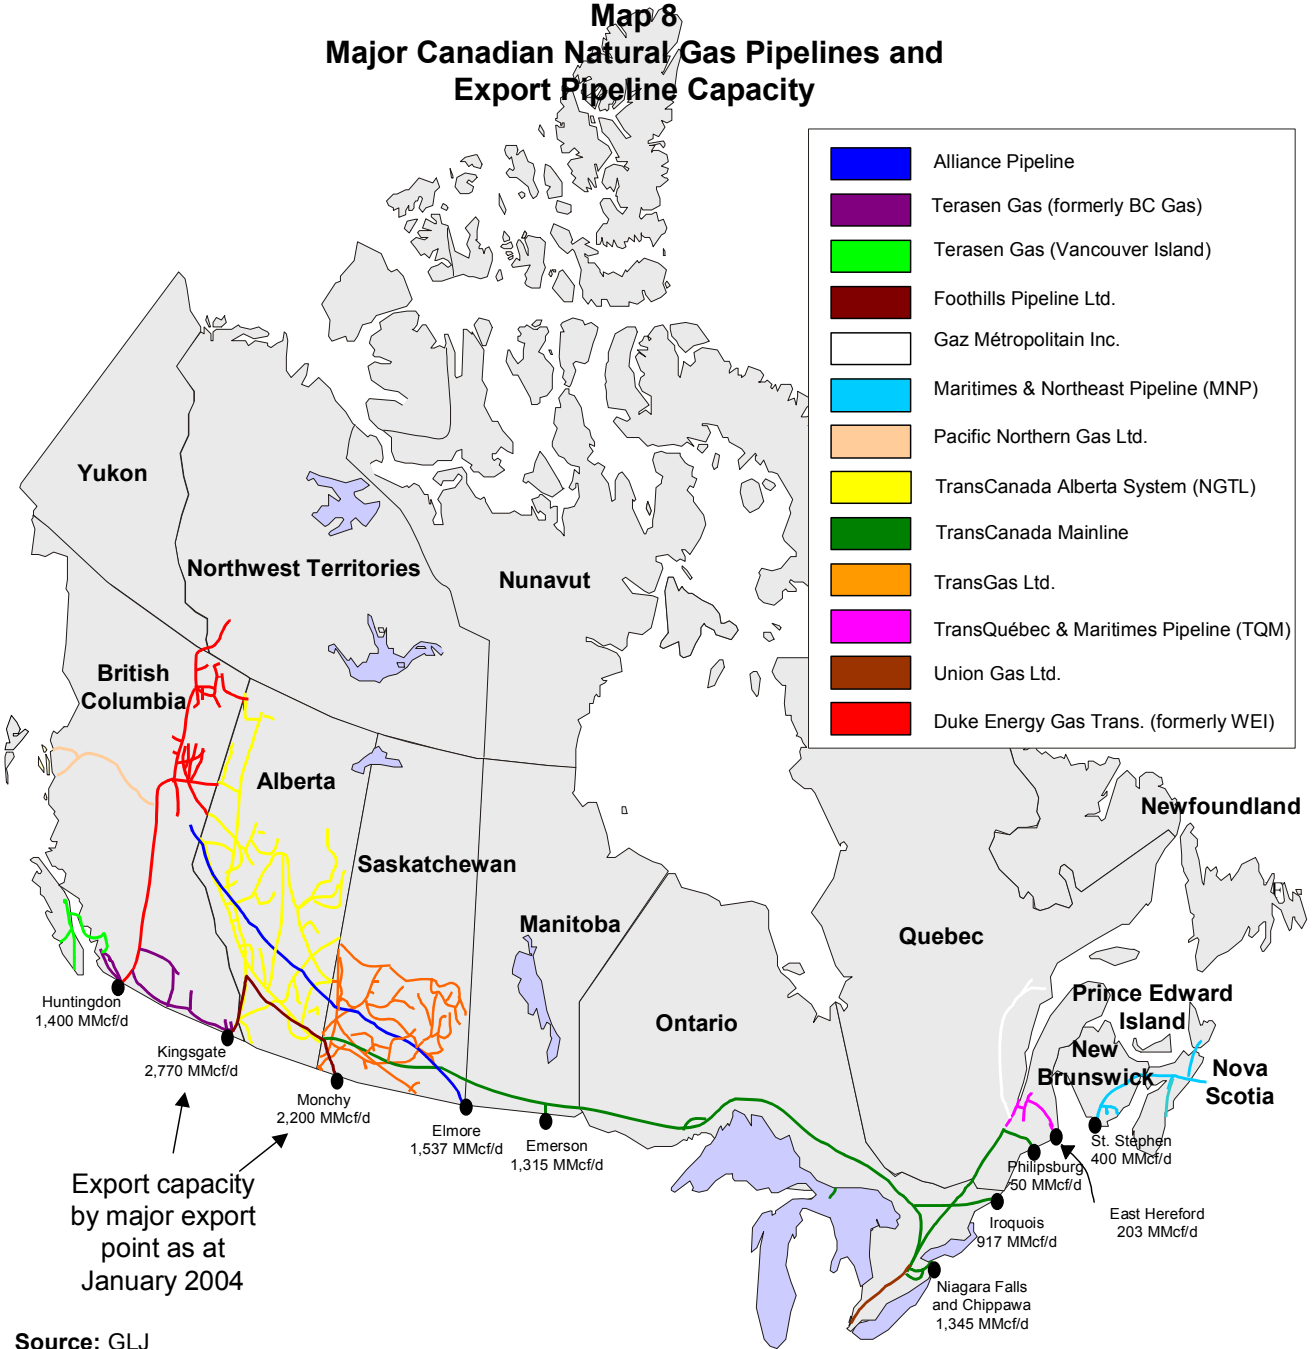 Map 8
Major Canadian Natural Gas Pipelines and
Export Pipeline Capacity
Alliance Pipeline
Terasen Gas (formerly BC Gas)
Terasen Gas (Vancouver Island)
Foothills Pipeline Ltd.
Gaz Métropolitain Inc.
Maritimes & Northeast Pipeline (MNP)
Pacific Northern Gas Ltd.
TransCanada Alberta System (NGTL)
TransCanada Mainline
TransGas Ltd.
TransQuébec & Maritimes Pipeline (TQM)
Union Gas Ltd.
Duke Energy Gas Trans. (formerly WEI)
Yukon
Northwest Territories
Nunavut
British
Columbia
Alberta
Saskatchewan
Manitoba
Ontario
Quebec
Newfoundland
Prince Edward
Island
New
Brunswick
Nova
Scotia
Huntingdon
1,400 MMcf/d
Kingsgate
2,770 MMcf/d
Monchy
2,200 MMcf/d
Elmore
1,537 MMcf/d
Emerson
1,315 MMcf/d
St. Stephen
400 MMcf/d
Philipsburg
50 MMcf/d
East Hereford
203 MMcf/d
Iroquois
917 MMcf/d
Niagara Falls
and Chippawa
1,345 MMcf/d
Export capacity
by major export
point as at
January 2004
Source: GLJ